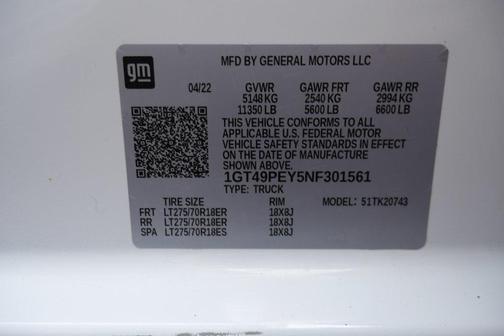 gm
MFD BY GENERAL MOTORS LLC
04/22 GVWR GAWR FRT GAWR RR
5148 KG 2540 KG 2994 KG
11350 LB 5600 LB 6600 LB
THIS VEHICLE CONFORMS TO ALL
APPLICABLE U.S. FEDERAL MOTOR
VEHICLE SAFETY STANDARDS IN EFFECT
ON THE DATE OF MANUFACTURE
SHOWN ABOVE.
1GT49PEY5NF301561
TYPE: TRUCK
TIRE SIZE RIM MODEL: 51TK20743
FRT LT275/70R18ER 18X8J
RR LT275/70R18ER 18X8J
SPA LT275/70R18ES 18X8J